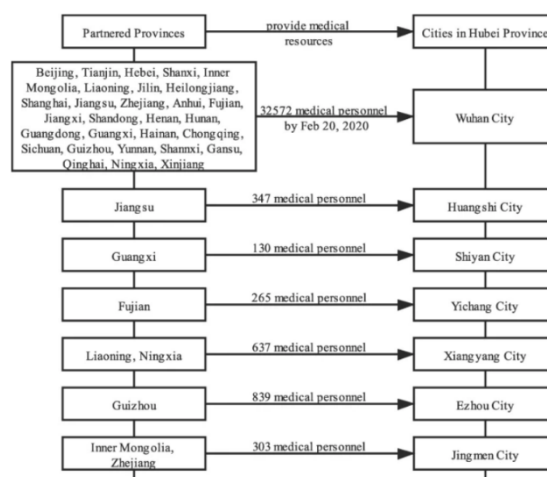 Partnered Provinces
provide medical
resources
Cities in Hubei Province
Beijing, Tianjin, Hebei, Shanxi, Inner
Mongolia, Liaoning, Jilin, Heilongjiang,
Shanghai, Jiangsu, Zhejiang, Anhui, Fujian,
Jiangxi, Shandong, Henan, Hunan,
Guangdong, Guangxi, Hainan, Chongqing,
Sichuan, Guizhou, Yunnan, Shannxi, Gansu,
Qinghai, Ningxia, Xinjiang
32572 medical personnel
by Feb 20, 2020
Wuhan City
Jiangsu
347 medical personnel
Huangshi City
Guangxi
130 medical personnel
Shiyan City
Fujian
265 medical personnel
Yichang City
Liaoning, Ningxia
637 medical personnel
Xiangyang City
Guizhou
839 medical personnel
Ezhou City
Inner Mongolia,
Zhejiang
303 medical personnel
Jingmen City